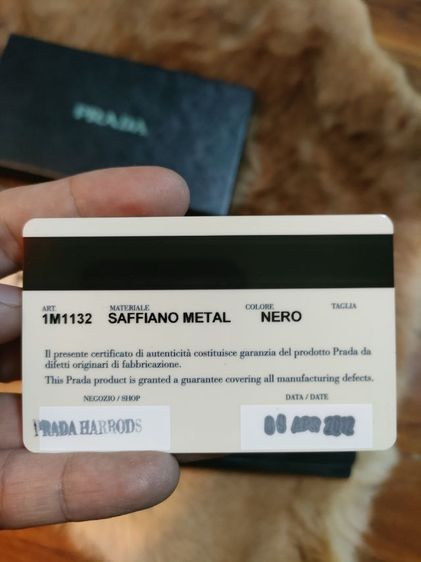 PRADA
ART. MATERIALE COLORE TAGLIA
1M1132 SAFFIANO METAL NERO
Il presente certificato di autenticità costituisce garanzia del prodotto Prada da
difetti originari di fabbricazione.
This Prada product is granted a guarantee covering all manufacturing defects.
NEGOZIO / SHOP DATA / DATE
PRADA HARRODS APR 2012